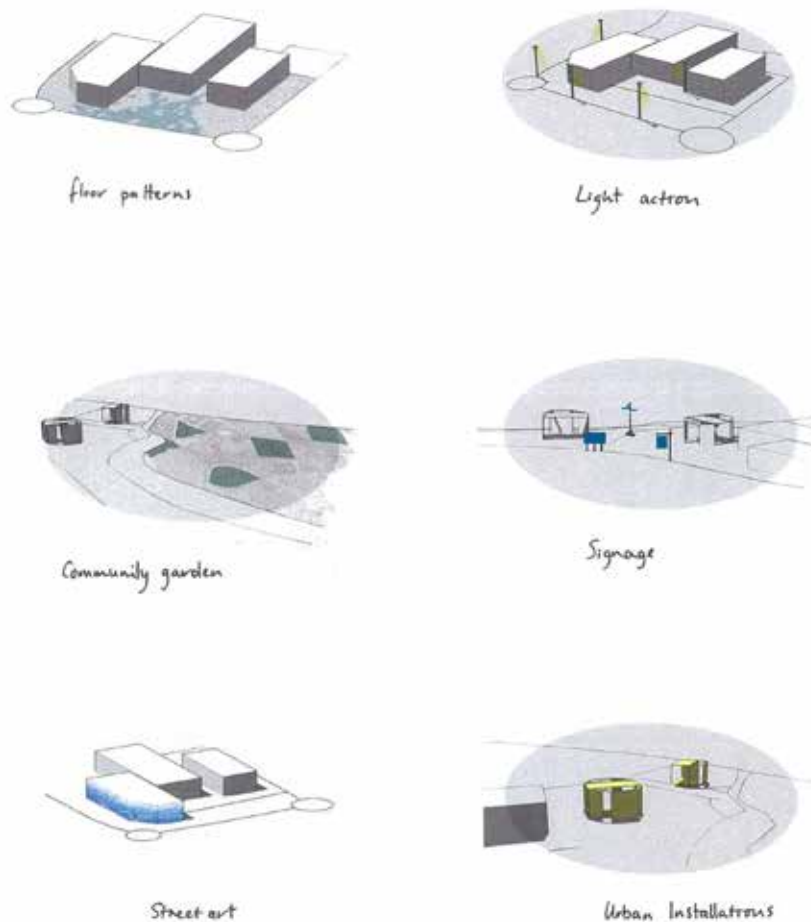 floor patterns
Light action
Community garden
Signage
Street art
Urban Installations